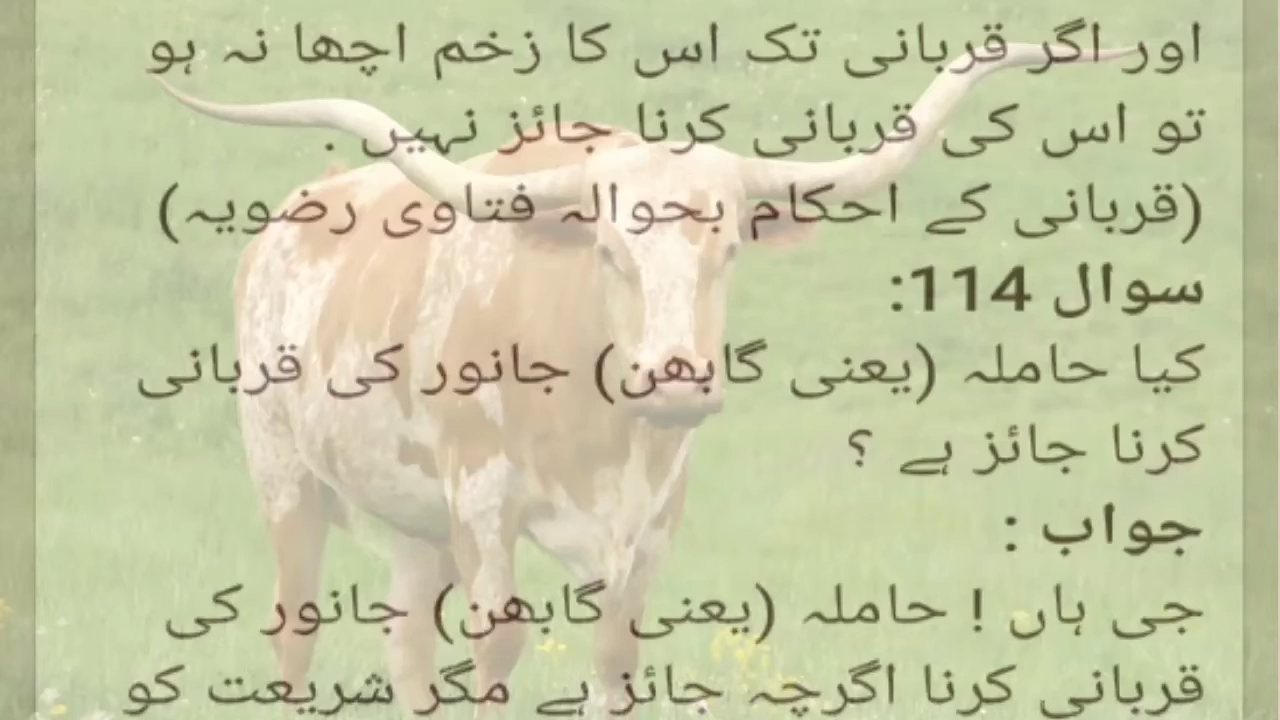 اور اگر قربانی تک اس کا زخم اچھا نہ ہو
تو اس کی قربانی کرنا جائز نہیں .
(قربانی کے احکام بحوالہ فتاوی رضویہ)
سوال 114:
کیا حاملہ (یعنی گابھن) جانور کی قربانی
کرنا جائز ہے ؟
جواب :
جی ہاں ! حاملہ (یعنی گابھن) جانور کی
قربانی کرنا اگرچہ جائز ہے مگر شریعت کو